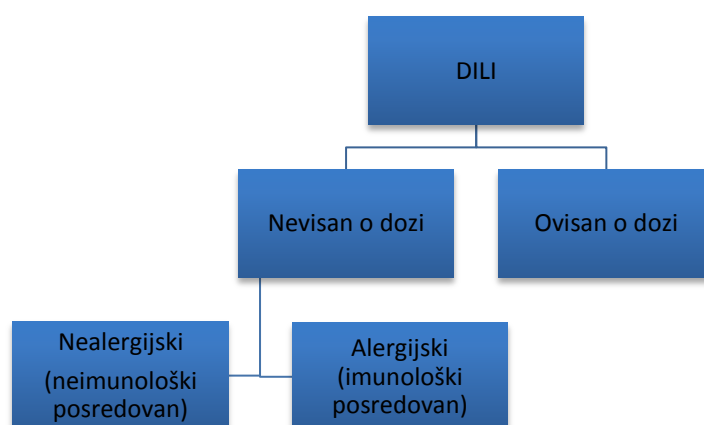 DILI
Nevisan o dozi
Ovisan o dozi
Nealergijski
(neimunološki
posredovan)
Alergijski
(imunološki
posredovan)